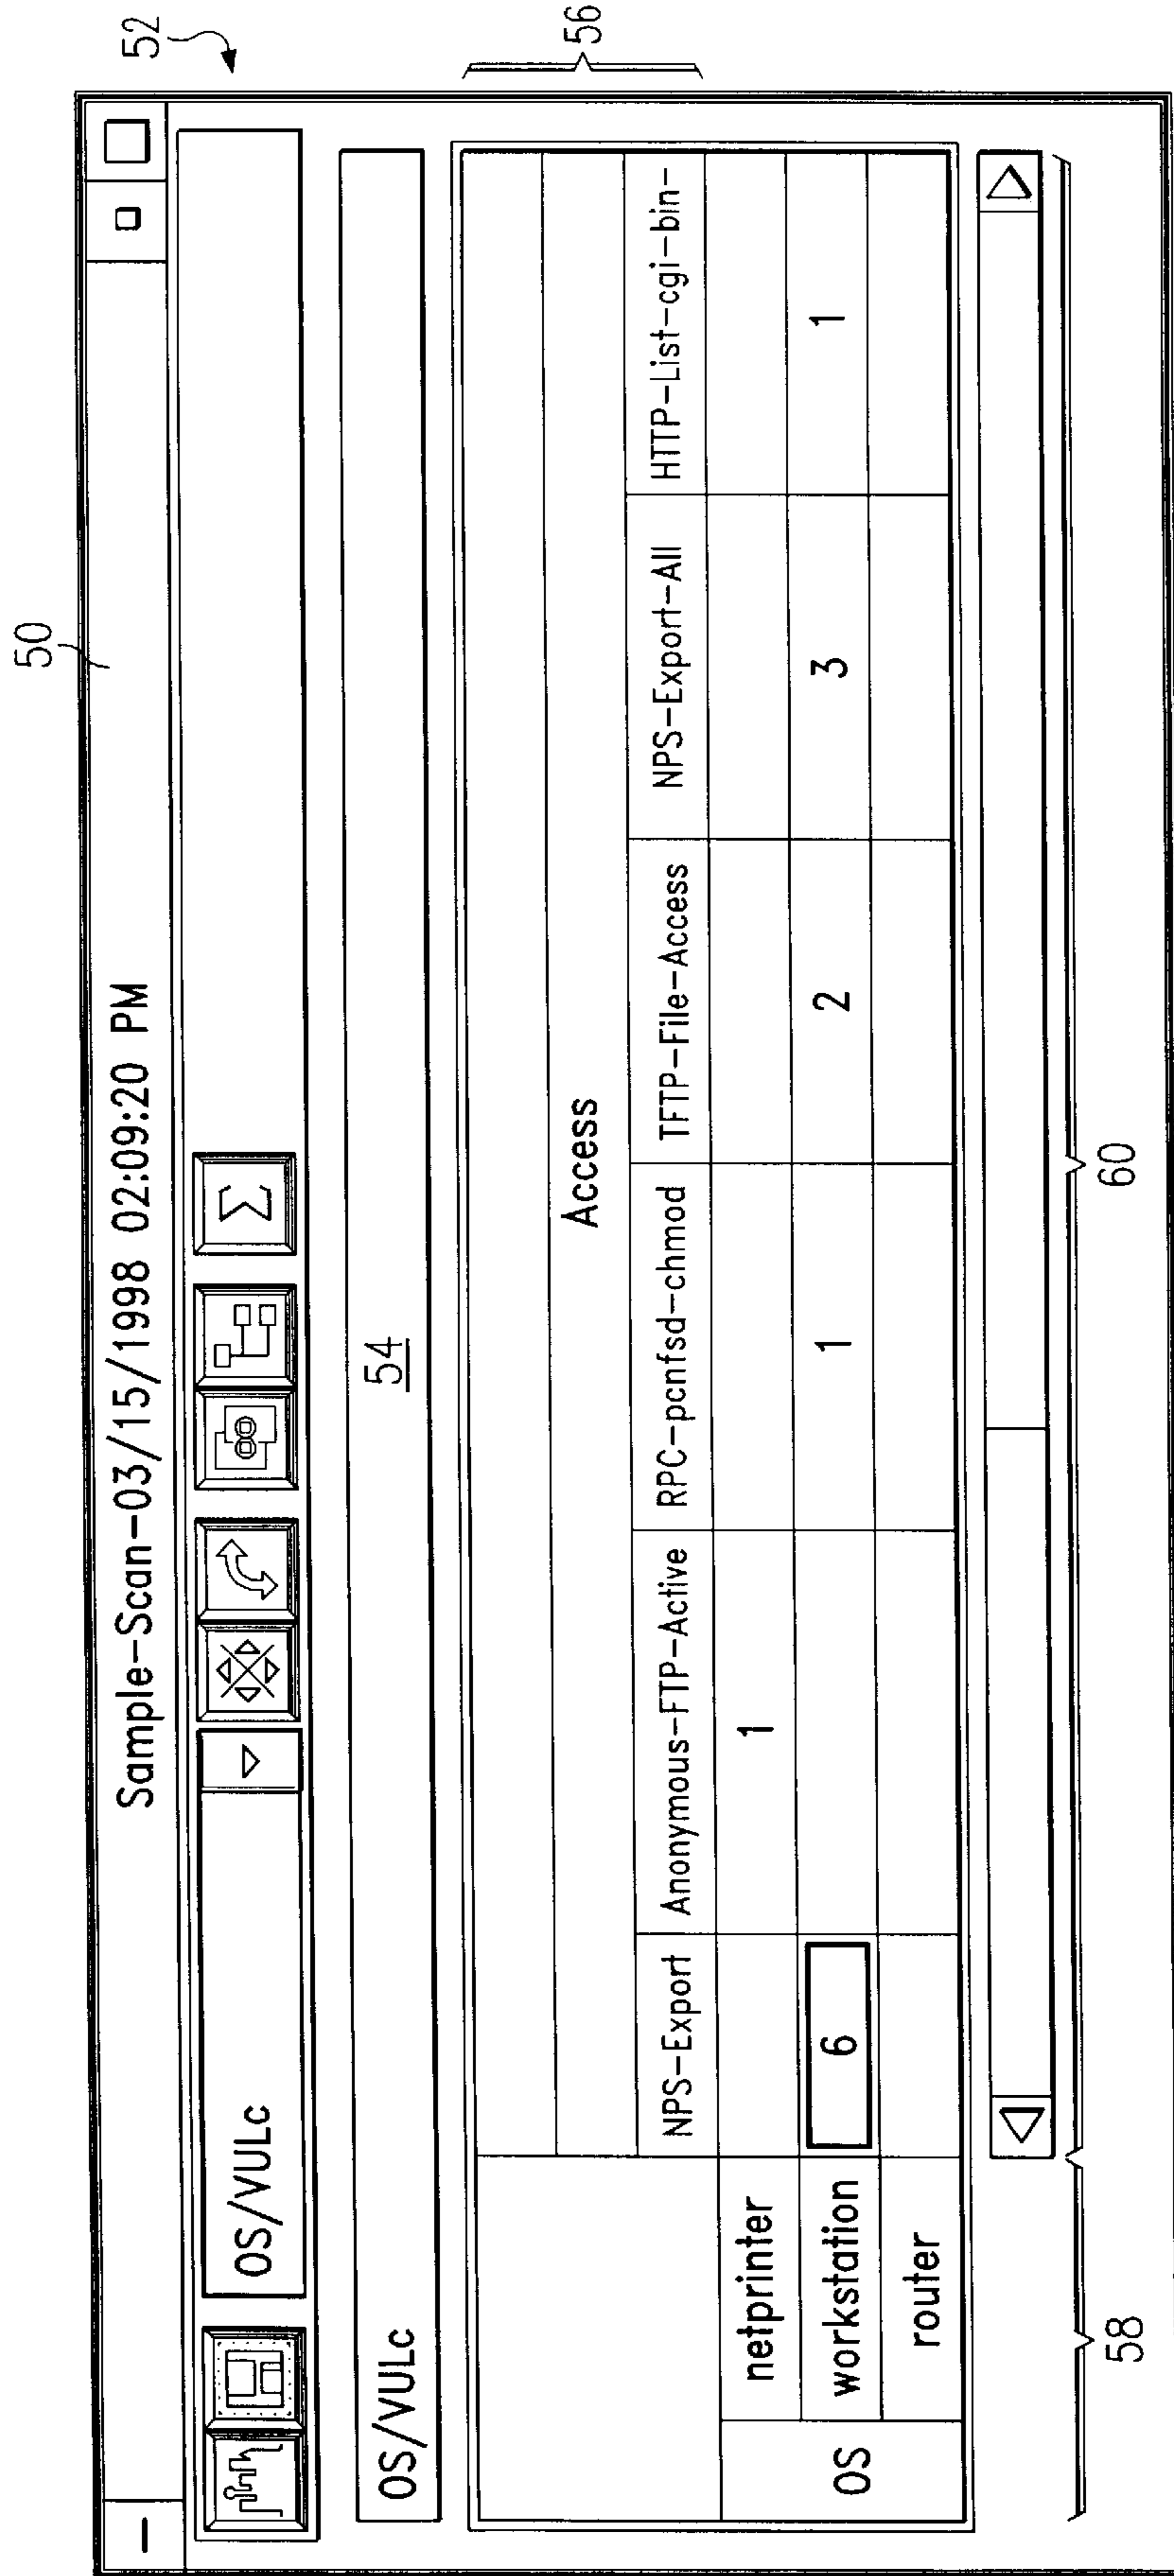 50
52
Sample-Scan-03/15/1998 02:09:20 PM
OS/VULc
Σ
54
OS/VULc
56
Access
NPS-Export Anonymous-FTP-Active RPC-pcnfsd-chmod TFTP-File-Access NPS-Export-All HTTP-List-cgi-bin-
OS
netprinter 1
workstation 6 1 2 3 1
router
58
60